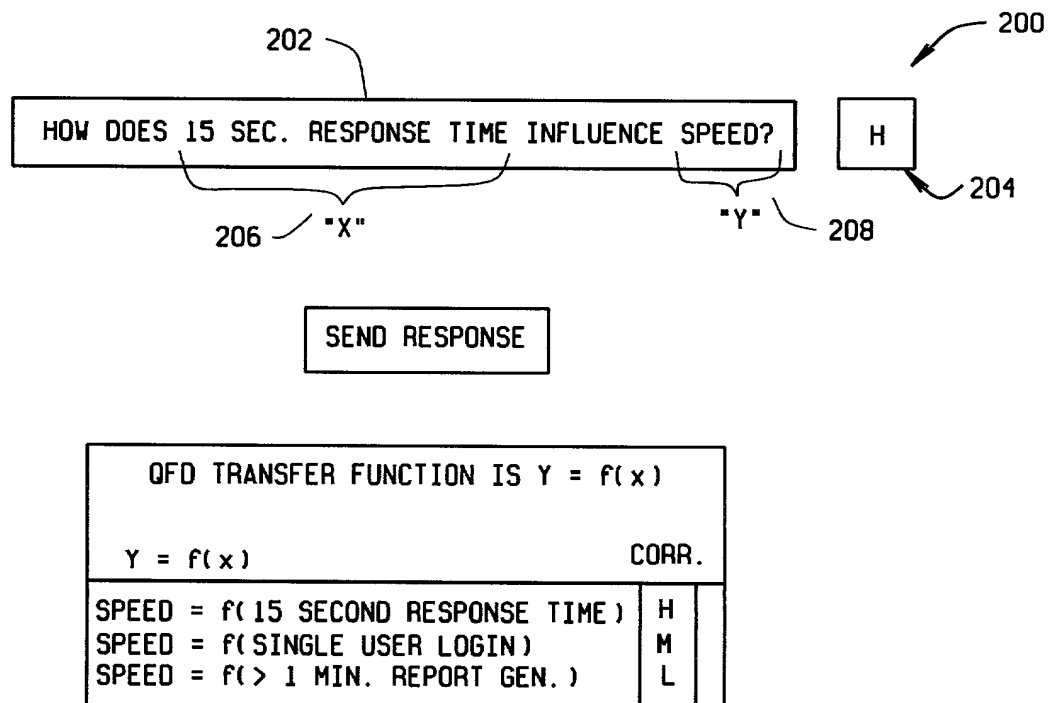 200
202
HOW DOES 15 SEC. RESPONSE TIME INFLUENCE SPEED?
H
204
206
"X"
"Y"
208
SEND RESPONSE
QFD TRANSFER FUNCTION IS Y = f(x)
Y = f(x) CORR.
SPEED = f(15 SECOND RESPONSE TIME) H
SPEED = f(SINGLE USER LOGIN) M
SPEED = f(> 1 MIN. REPORT GEN.) L